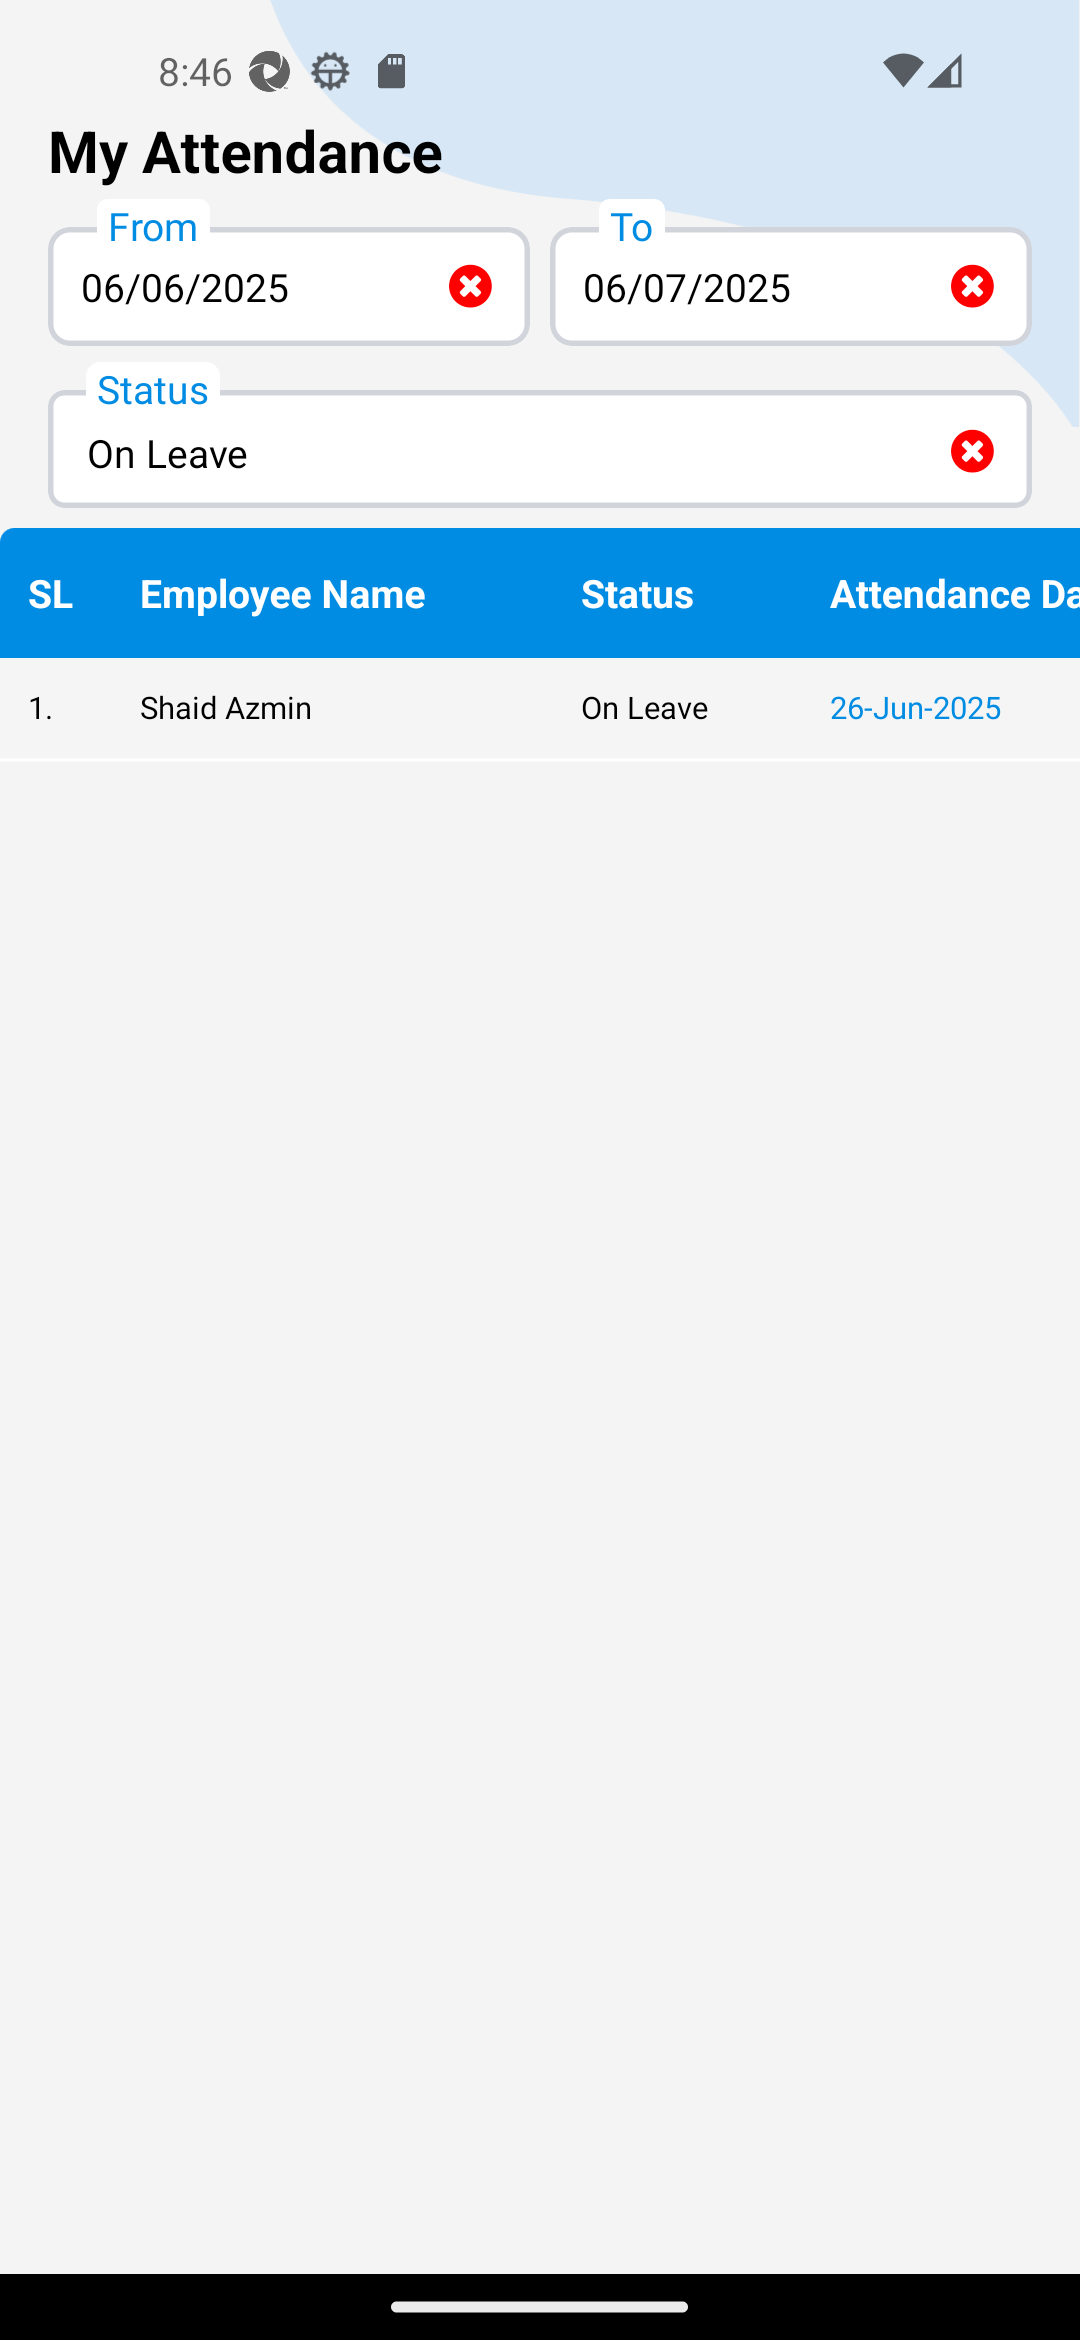 8:46
My Attendance
From
To
06/06/2025
06/07/2025
Status
On Leave
SL Employee Name Status Attendance Da
1. Shaid Azmin On Leave 26-Jun-2025